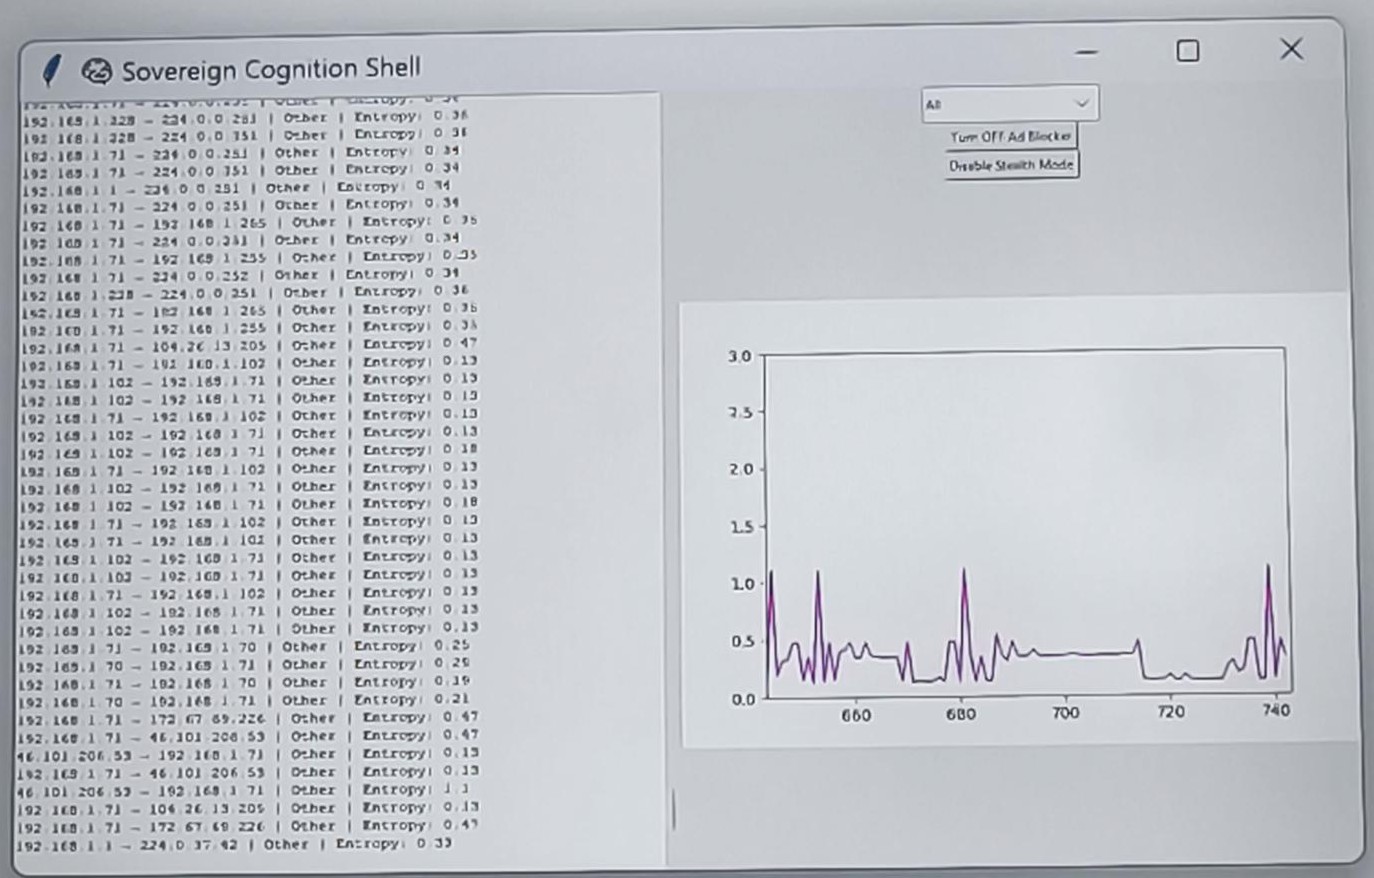 Sovereign Cognition Shell
192.168.1.228 – 224.0.0.251 | Other | Entropy: 0.36
192.168.1.228 – 224.0.0.251 | Other | Entropy: 0.36
192.168.1.71 – 224.0.0.251 | Other | Entropy: 0.34
192.168.1.71 – 224.0.0.251 | Other | Entropy: 0.34
192.168.1.1 – 224.0.0.251 | Other | Entropy: 0.34
192.168.1.71 – 224.0.0.251 | Other | Entropy: 0.34
192.168.1.71 – 192.168.1.255 | Other | Entropy: 0.35
192.168.1.71 – 224.0.0.251 | Other | Entropy: 0.34
192.168.1.71 – 192.168.1.255 | Other | Entropy: 0.35
192.168.1.71 – 224.0.0.252 | Other | Entropy: 0.34
192.168.1.228 – 224.0.0.251 | Other | Entropy: 0.36
192.168.1.71 – 192.168.1.255 | Other | Entropy: 0.35
192.168.1.71 – 192.168.1.255 | Other | Entropy:
192.168.1.71 – 104.26.13.205 | Other | Entropy: 0.47
192.168.1.71 – 192.168.1.102 | Other | Entropy: 0.13
192.168.1.102 – 192.168.1.71 | Other | Entropy: 0.13
192.168.1.102 – 192.168.1.71 | Other | Entropy: 0.13
192.168.1.71 – 192.168.1.102 | Other | Entropy: 0.13
192.168.1.102 – 192.168.1.71 | Other | Entropy: 0.13
192.168.1.102 – 192.168.1.71 | Other | Entropy: 0.18
192.168.1.71 – 192.168.1.102 | Other | Entropy: 0.13
192.168.1.102 – 192.168.1.71 | Other | Entropy: 0.13
192.168.1.102 – 192.168.1.71 | Other | Entropy: 0.18
192.168.1.71 – 192.168.1.102 | Other | Entropy: 0.13
192.168.1.71 – 192.168.1.102 | Other | Entropy: 0.13
192.168.1.102 – 192.168.1.71 | Other | Entropy: 0.13
192.168.1.102 – 192.168.1.71 | Other | Entropy: 0.13
192.168.1.71 – 192.168.1.102 | Other | Entropy: 0.13
192.168.1.102 – 192.168.1.71 | Other | Entropy: 0.13
192.168.1.102 – 192.168.1.71 | Other | Entropy: 0.13
192.168.1.71 – 192.168.1.70 | Other | Entropy: 0.25
192.168.1.70 – 192.168.1.71 | Other | Entropy:
192.168.1.71 – 192.168.1.70 | Other | Entropy: 0.19
192.168.1.70 – 192.168.1.71 | Other | Entropy: 0.21
192.168.1.71 – 172.67.69.226 | Other | Entropy: 0.47
192.168.1.71 – 46.101.206.53 | Other | Entropy: 0.47
46.101.206.53 – 192.168.1.71 | Other | Entropy: 0.13
192.168.1.71 – 46.101.206.53 | Other | Entropy: 0.13
46.101.206.53 – 192.168.1.71 | Other | Entropy: 1.1
192.168.1.71 – 104.26.13.205 | Other | Entropy: 0.13
192.168.1.71 – 172.67.69.226 | Other | Entropy: 0.47
192.168.1.1 – 224.0.37.42 | Other | Entropy: 0.33
All
Turn OFF Ad Blocker
Disable Stealth Mode
3.0
2.5
2.0
1.5
1.0
0.5
0.0
660 680 700 720 740